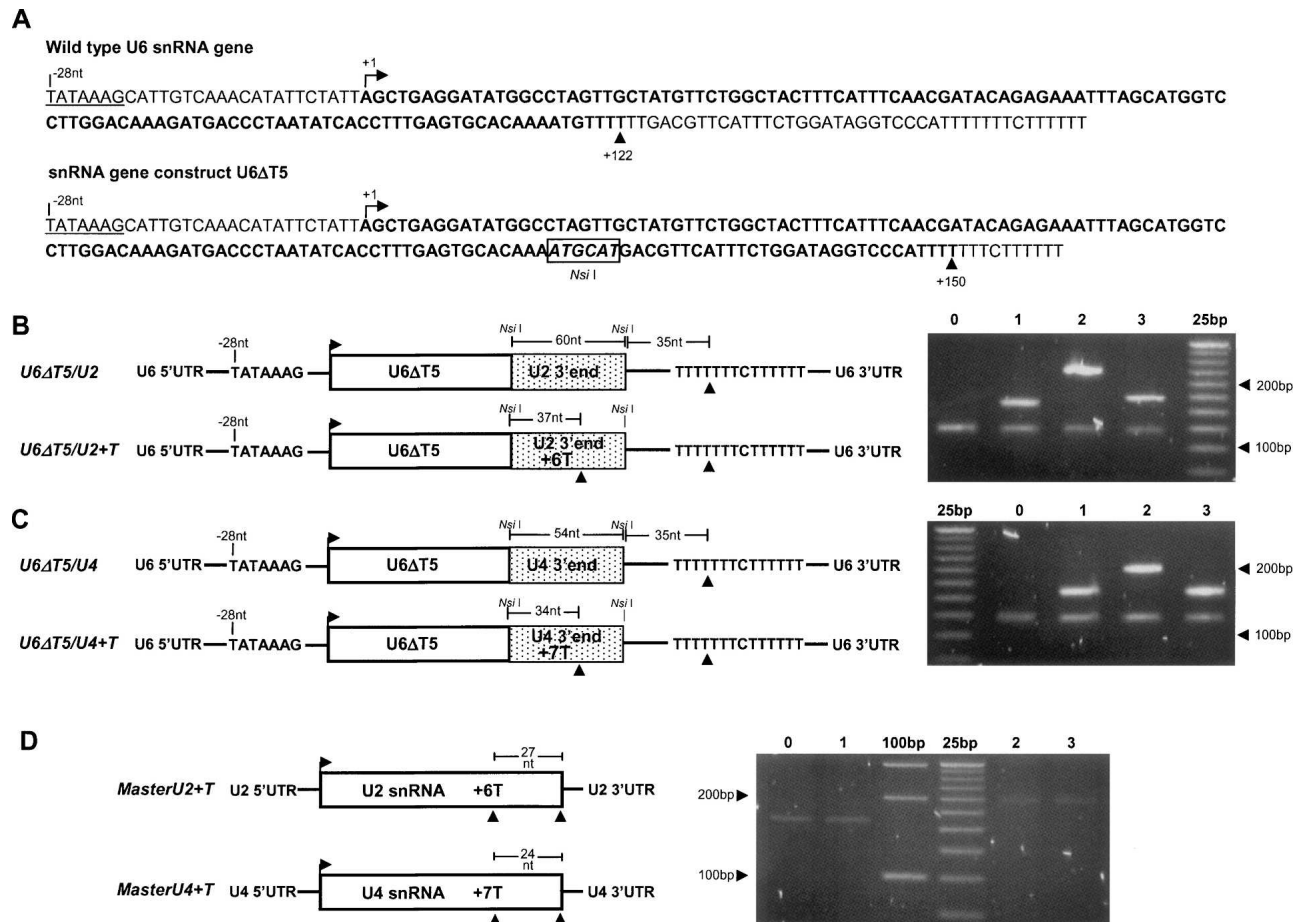 A
Wild type U6 snRNA gene
-28nt
+1
TATAAAGCATTGTCAAACATATTCTATTAGCTGAGGATATGGCCTAGTTGCTATGTTCTGGCTACTTTCATTTCAACGATACAGAGAAATTTAGCATGGTC
CTTGGACAAAGATGACCCTAATATCACCTTTGAGTGCACAAAATGTTTTTTGACGTTCATTTCTGGATAGGTCCCATTTTTTTCTTTTTT
+122
snRNA gene construct U6ΔT5
-28nt
+1
TATAAAGCATTGTCAAACATATTCTATTAGCTGAGGATATGGCCTAGTTGCTATGTTCTGGCTACTTTCATTTCAACGATACAGAGAAATTTAGCATGGTC
CTTGGACAAAGATGACCCTAATATCACCTTTGAGTGCACAAAATGCATGACGTTCATTTCTGGATAGGTCCCATTTTTTTCTTTTTT
Nsi I
+150
B
Nsi I
Nsi I
-28nt
60nt
35nt
U6ΔT5/U2
U6 5'UTR
TATAAAG
U6ΔT5
U2 3'end
TTTTTTTCTTTTTT
U6 3'UTR
Nsi I
Nsi I
-28nt
37nt
U6ΔT5/U2+T
U6 5'UTR
TATAAAG
U6ΔT5
U2 3'end
+6T
TTTTTTTCTTTTTT
U6 3'UTR
0 1 2 3 25bp
200bp
100bp
C
Nsi I
Nsi I
-28nt
54nt
35nt
U6ΔT5/U4
U6 5'UTR
TATAAAG
U6ΔT5
U4 3'end
TTTTTTTCTTTTTT
U6 3'UTR
Nsi I
Nsi I
-28nt
34nt
U6ΔT5/U4+T
U6 5'UTR
TATAAAG
U6ΔT5
U4 3'end
+7T
TTTTTTTCTTTTTT
U6 3'UTR
25bp 0 1 2 3
200bp
100bp
D
27
nt
MasterU2+T
U2 5'UTR
U2 snRNA +6T
U2 3'UTR
24
nt
MasterU4+T
U4 5'UTR
U4 snRNA +7T
U4 3'UTR
0 1 100bp 25bp 2 3
200bp
100bp